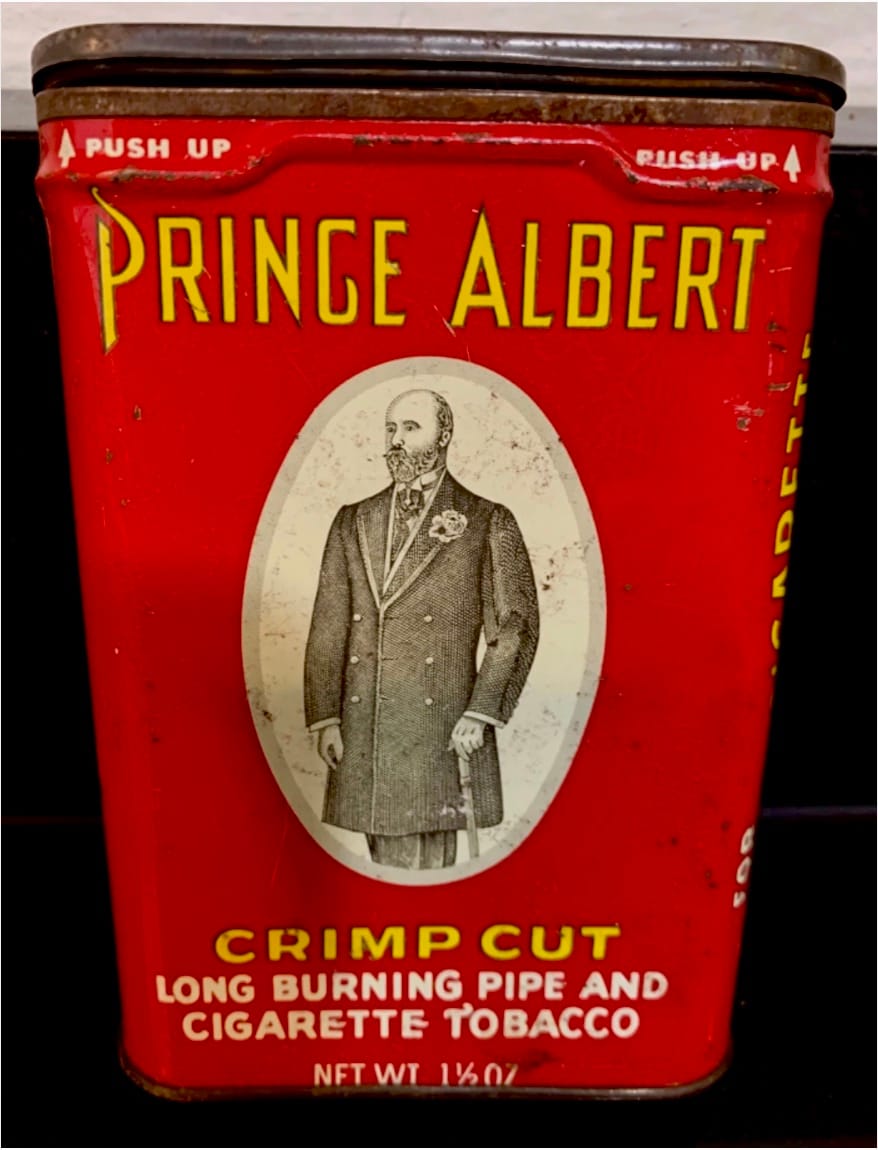 PUSH UP
PUSH UP
PRINCE ALBERT
CRIMP CUT
LONG BURNING PIPE AND
CIGARETTE TOBACCO
NET WT 1½ OZ
FOR